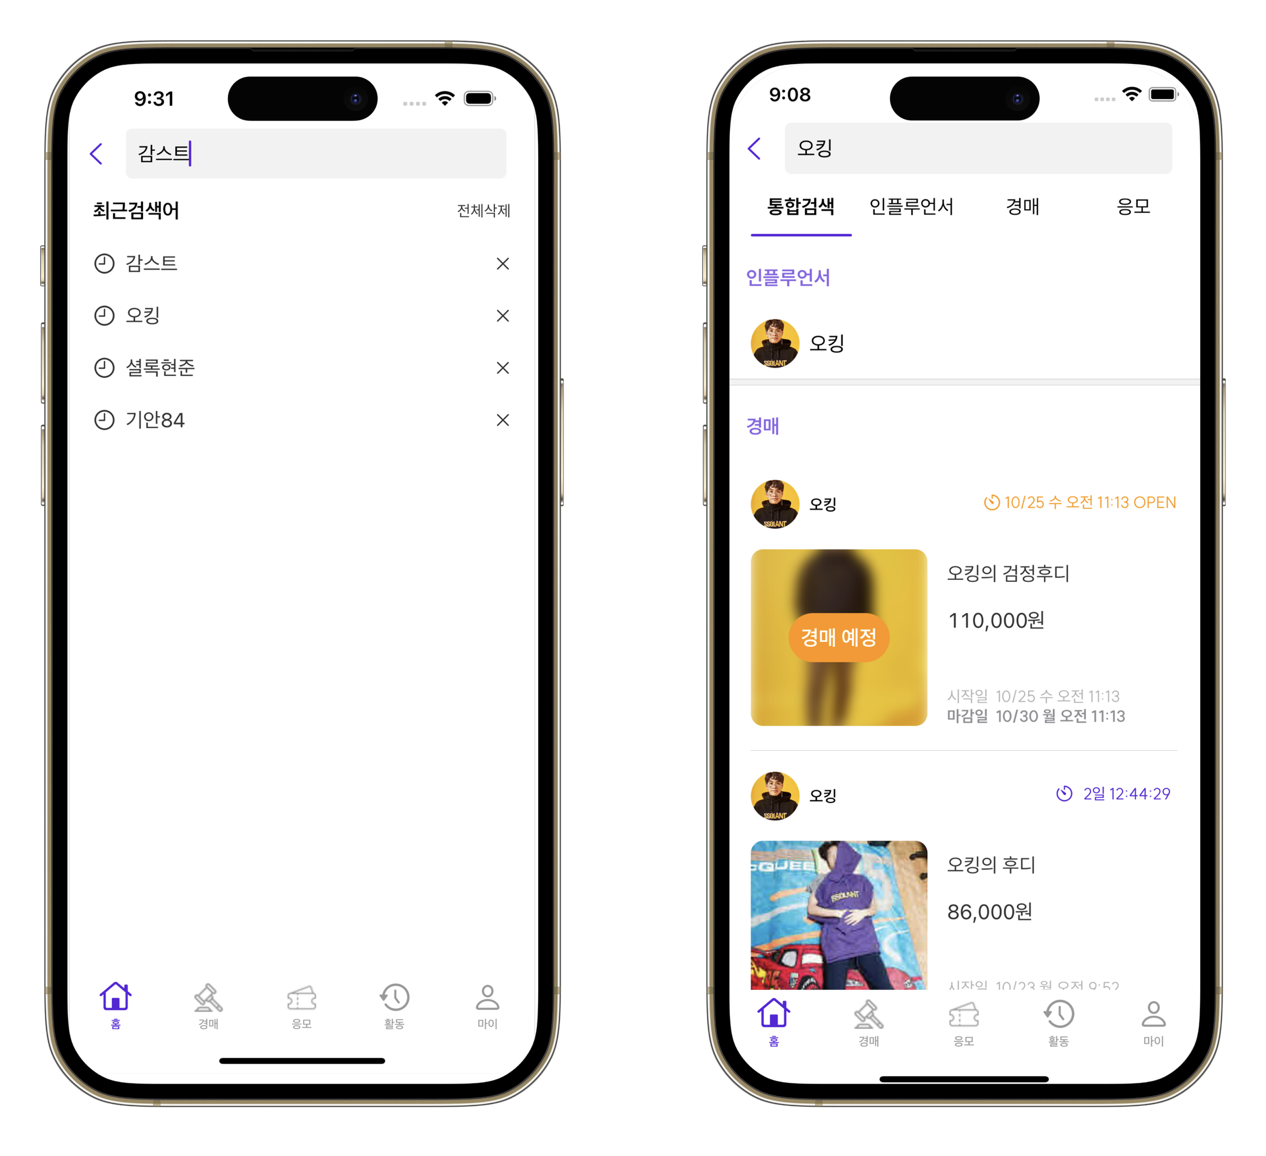 9:31
감스트
최근검색어 전체삭제
감스트
오킹
셜록현준
기안84
홈 경매 응모 활동 마이
9:08
오킹
통합검색 인플루언서 경매 응모
인플루언서
오킹
경매
오킹 10/25 수 오전 11:13 OPEN
경매 예정
오킹의 검정후디
110,000원
시작일 10/25 수 오전 11:13
마감일 10/30 월 오전 11:13
오킹 2일 12:44:29
오킹의 후디
86,000원
시작일 10/23 월 오전 9:52
홈 경매 응모 활동 마이